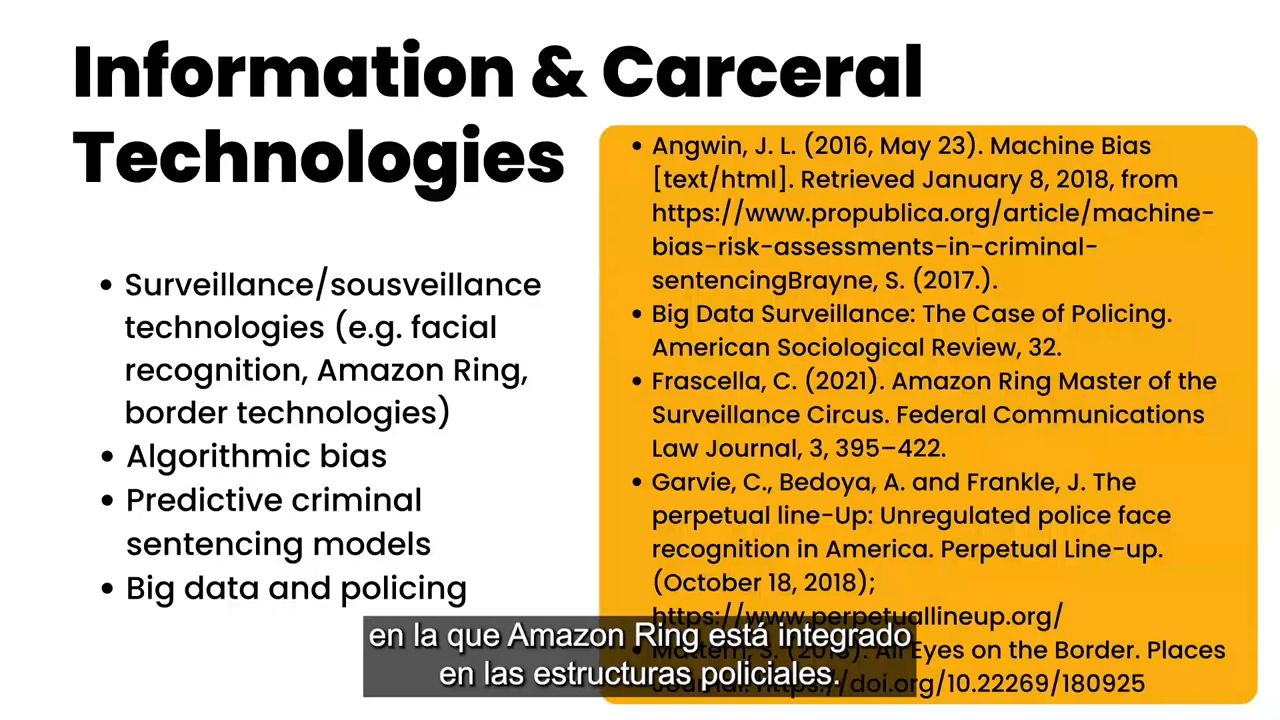 Information & Carceral
Technologies
• Surveillance/sousveillance
technologies (e.g. facial
recognition, Amazon Ring,
border technologies)
• Algorithmic bias
• Predictive criminal
sentencing models
• Big data and policing
• Angwin, J. L. (2016, May 23). Machine Bias
[text/html]. Retrieved January 8, 2018, from
https://www.propublica.org/article/machine-
bias-risk-assessments-in-criminal-
sentencingBrayne, S. (2017.).
• Big Data Surveillance: The Case of Policing.
American Sociological Review, 32.
• Frascella, C. (2021). Amazon Ring Master of the
Surveillance Circus. Federal Communications
Law Journal, 3, 395–422.
• Garvie, C., Bedoya, A. and Frankle, J. The
perpetual line-Up: Unregulated police face
recognition in America. Perpetual Line-up.
(October 18, 2018);
https://www.perpetuallineup.org/
All Eyes on the Border. Places
https://doi.org/10.22269/180925
en la que Amazon Ring está integrado
en las estructuras policiales.